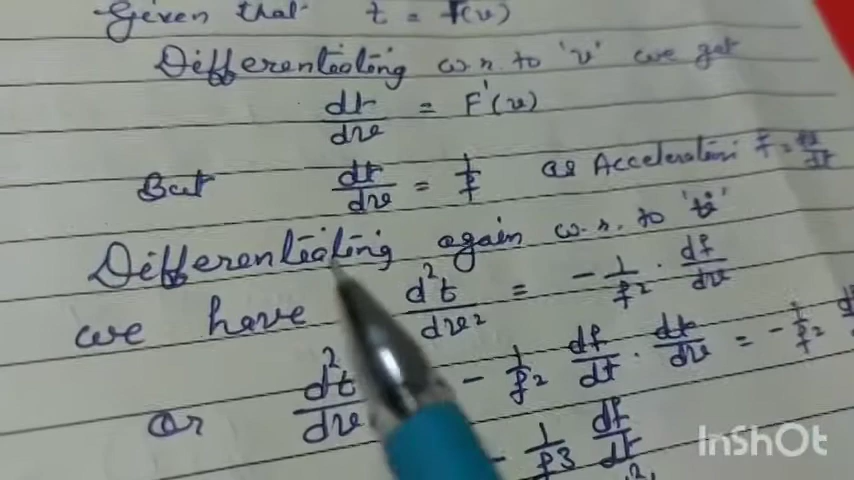 Given that t = f(v)
Differentiating w.r. to 'v' we get
dt/dv = F'(v)
But dt/dv = 1/f as Acceleration f = dv/dt
Differentiating again w.r. to 'v'
we have d²t/dv² = -1/f² · df/dv
or d²t/dv - 1/f² df/dt · dt/dv = -1/f²
- 1/f3 df/dt
InShOt